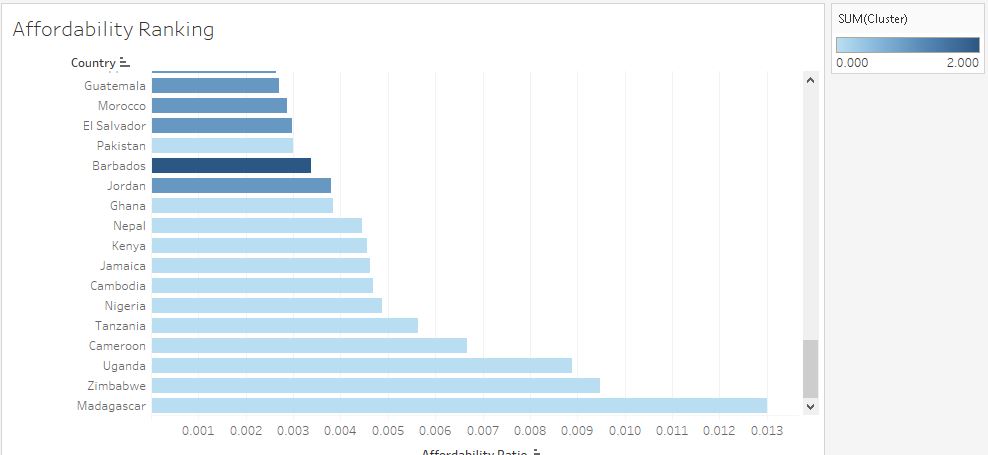 Affordability Ranking
SUM(Cluster)
0.000 2.000
Country
Guatemala
Morocco
El Salvador
Pakistan
Barbados
Jordan
Ghana
Nepal
Kenya
Jamaica
Cambodia
Nigeria
Tanzania
Cameroon
Uganda
Zimbabwe
Madagascar
0.001 0.002 0.003 0.004 0.005 0.006 0.007 0.008 0.009 0.010 0.011 0.012 0.013
Affordability Ratio